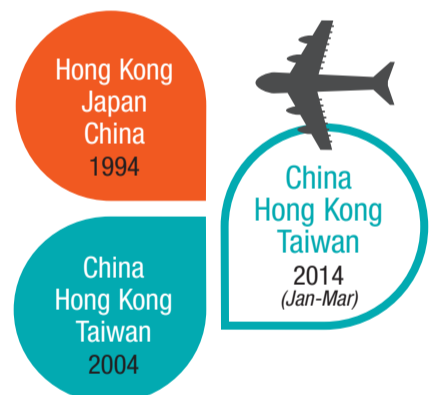 Hong Kong
Japan
China
1994
China
Hong Kong
Taiwan
2004
China
Hong Kong
Taiwan
2014
(Jan-Mar)